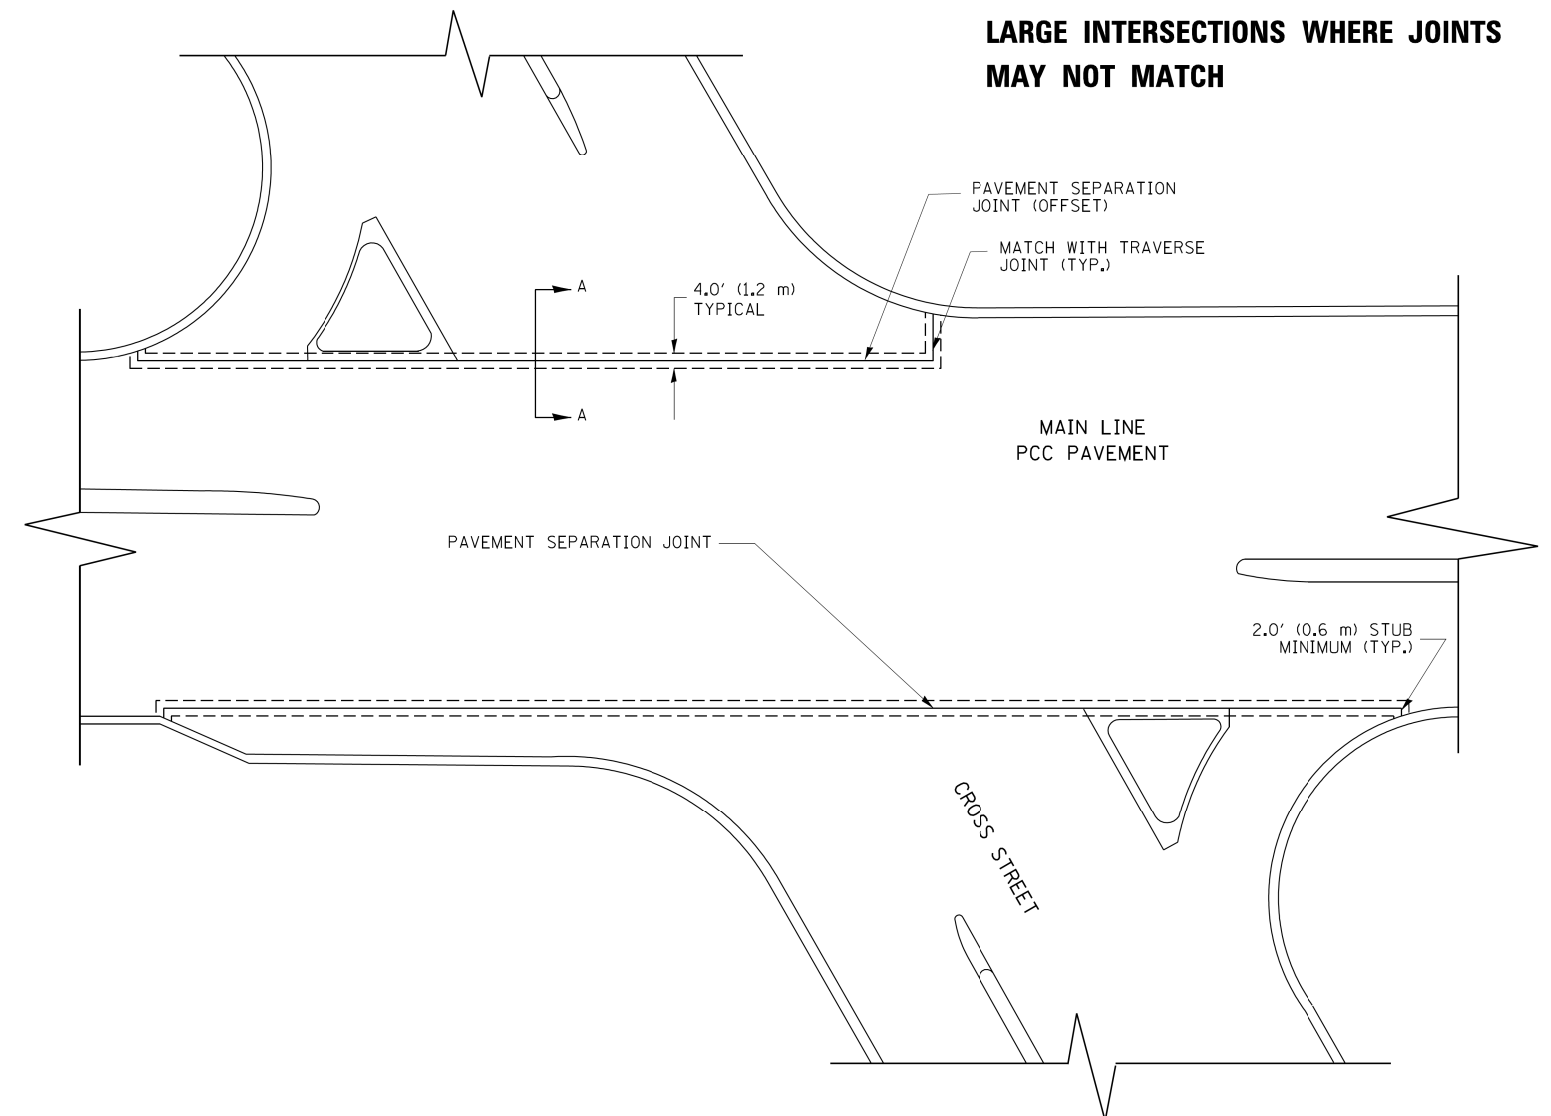 LARGE INTERSECTIONS WHERE JOINTS
MAY NOT MATCH
PAVEMENT SEPARATION
JOINT (OFFSET)
MATCH WITH TRAVERSE
JOINT (TYP.)
A
4.0' (1.2 m)
TYPICAL
A
MAIN LINE
PCC PAVEMENT
PAVEMENT SEPARATION JOINT
2.0' (0.6 m) STUB
MINIMUM (TYP.)
CROSS STREET